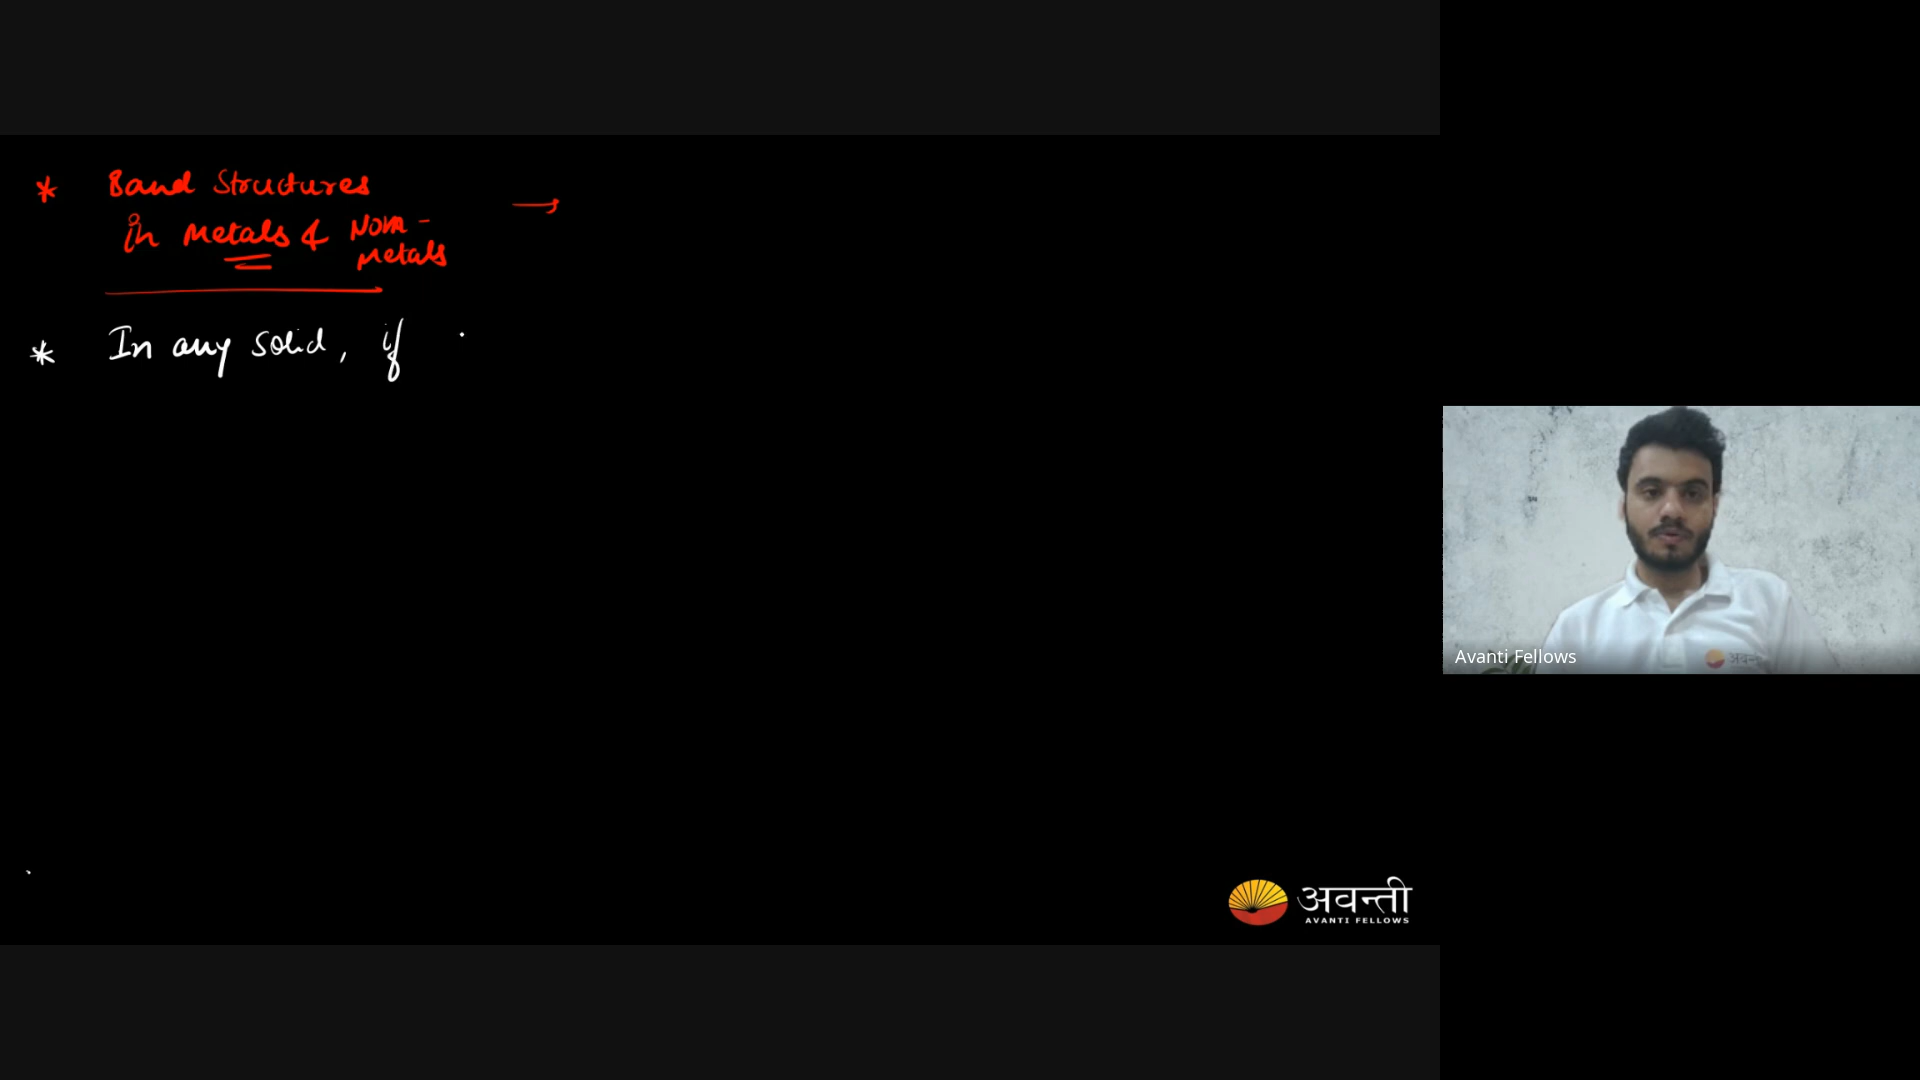 * Band Structures
in Metals & Non-
Metals →
* In any solid, if
Avanti Fellows
अवन्ती
AVANTI FELLOWS